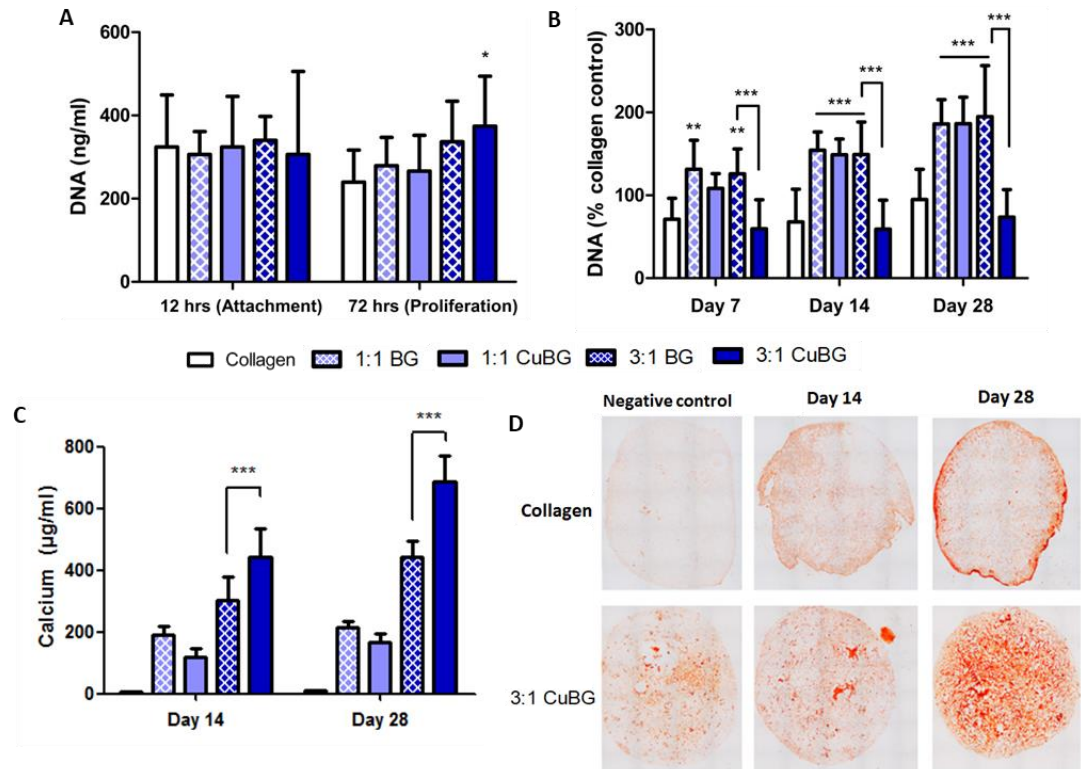 A
DNA (ng/ml)
600
400
200
0
*
12 hrs (Attachment)
72 hrs (Proliferation)
B
DNA (% collagen control)
300
200
100
0
**
**
***
***
***
***
***
Day 7
Day 14
Day 28
Collagen 1:1 BG 1:1 CuBG 3:1 BG 3:1 CuBG
C
Calcium (µg/ml)
800
600
400
200
0
***
***
Day 14
Day 28
D
Negative control
Day 14
Day 28
Collagen
3:1 CuBG